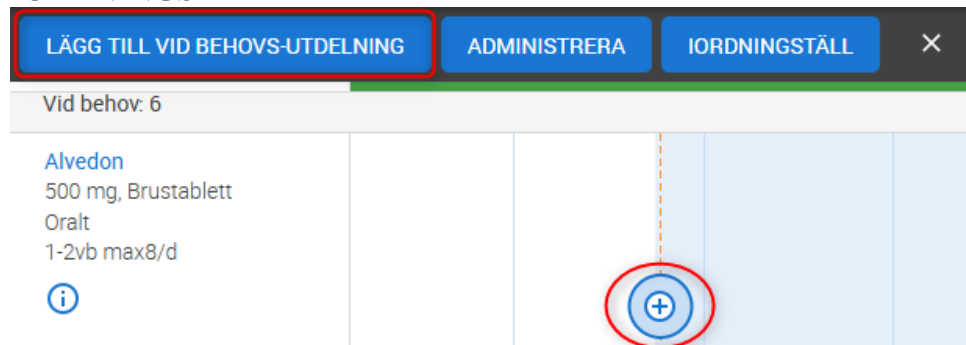 LÄGG TILL VID BEHOVS-UTDELNING ADMINISTRERA IORDNINGSTÄLL
Vid behov: 6
Alvedon
500 mg, Brustablett
Oralt
1-2vb max8/d